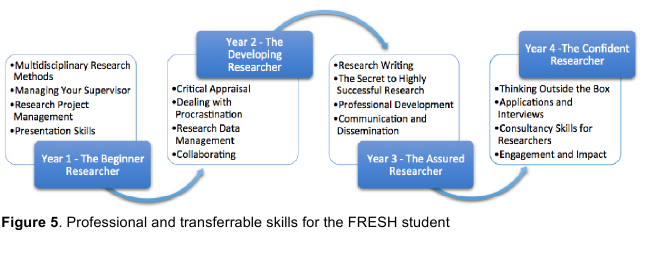 •Multidisciplinary Research
Methods
•Managing Your Supervisor
•Research Project
Management
•Presentation Skills
Year 1 - The Beginner
Researcher
Year 2 - The
Developing
Researcher
•Critical Appraisal
•Dealing with
Procrastination
•Research Data
Management
•Collaborating
•Research Writing
•The Secret to Highly
Successful Research
•Professional Development
•Communication and
Dissemination
Year 3 - The Assured
Researcher
Year 4 -The Confident
Researcher
•Thinking Outside the Box
•Applications and
Interviews
•Consultancy Skills for
Researchers
•Engagement and Impact
Figure 5. Professional and transferrable skills for the FRESH student